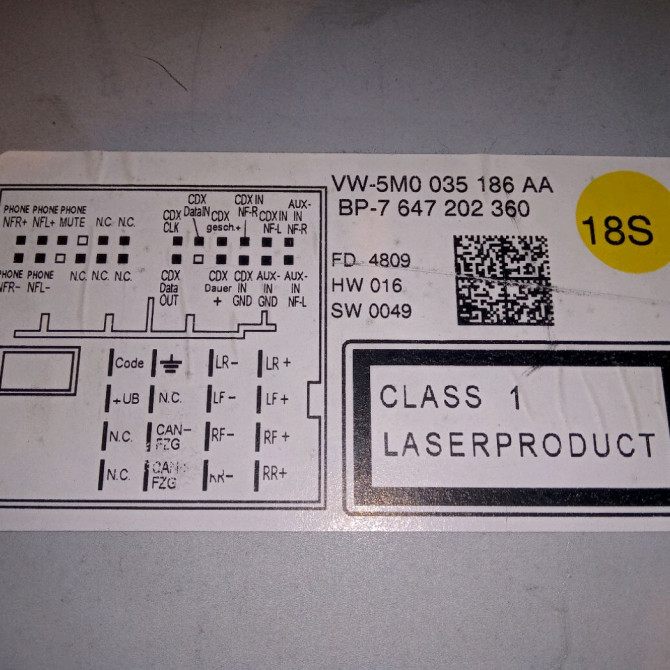 VW-5M0 035 186 AA
BP-7 647 202 360
18S
FD 4809
HW 016
SW 0049
CLASS 1
LASERPRODUCT
PHONE PHONE PHONE
NFR+ NFL+ MUTE N.C. N.C.
PHONE PHONE N.C. N.C. N.C.
NFR- NFL-
CDX CDX IN AUX-
CDX DataIN CDX NF-R CDX IN IN
CLK gesch.+ NF-L NF-R
CDX CDX CDX AUX- AUX-
Data Dauer IN IN IN
OUT + GND GND NF-L
Code LR- LR+
+UB N.C. LF- LF+
N.C. CAN- FZG RF- RF+
N.C. CAN FZG RR+